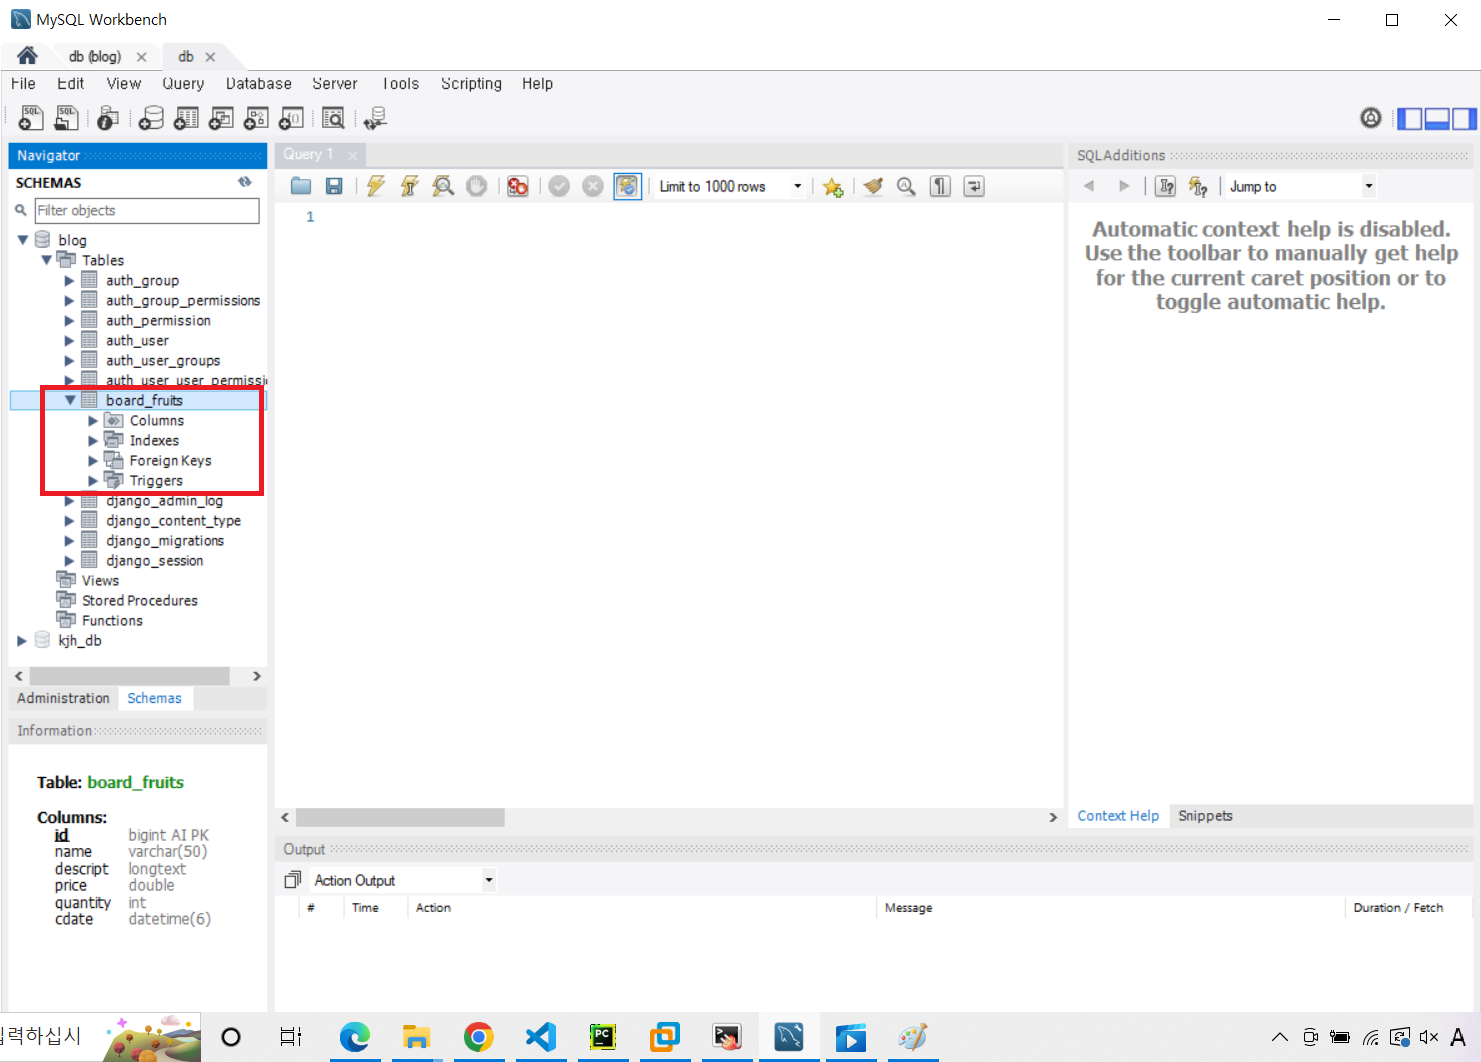 MySQL Workbench
db (blog)
db
File Edit View Query Database Server Tools Scripting Help
Navigator
SCHEMAS
Filter objects
blog
Tables
auth_group
auth_group_permissions
auth_permission
auth_user
auth_user_groups
auth_user_user_permissi
board_fruits
Columns
Indexes
Foreign Keys
Triggers
django_admin_log
django_content_type
django_migrations
django_session
Views
Stored Procedures
Functions
kjh_db
Administration Schemas
Information
Table: board_fruits
Columns:
id bigint AI PK
name varchar(50)
descript longtext
price double
quantity int
cdate datetime(6)
Query 1
Limit to 1000 rows
1
SQLAdditions
Jump to
Automatic context help is disabled.
Use the toolbar to manually get help
for the current caret position or to
toggle automatic help.
Context Help Snippets
Output
Action Output
# Time Action Message Duration / Fetch
력하십시
A